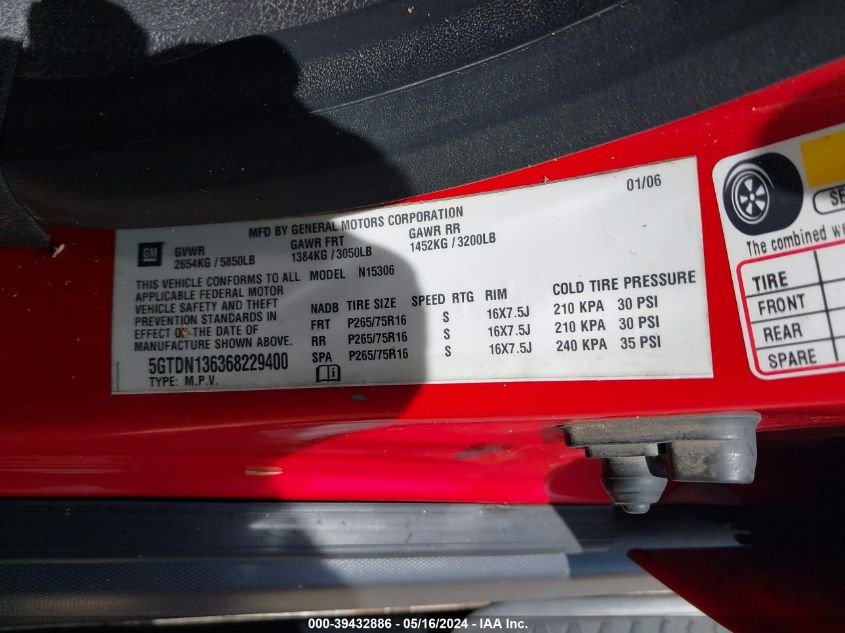 01/06
MFD BY GENERAL MOTORS CORPORATION
GM
GVWR GAWR FRT GAWR RR
2654KG / 5850LB 1384KG / 3050LB 1452KG / 3200LB
THIS VEHICLE CONFORMS TO ALL
APPLICABLE FEDERAL MOTOR
VEHICLE SAFETY AND THEFT
PREVENTION STANDARDS IN
EFFECT ON THE DATE OF
MANUFACTURE SHOWN ABOVE.
5GTDN136368229400
TYPE: M.P.V.
MODEL N15306
NADB TIRE SIZE SPEED RTG RIM COLD TIRE PRESSURE
FRT P265/75R16 S 16X7.5J 210 KPA 30 PSI
RR P265/75R16 S 16X7.5J 210 KPA 30 PSI
SPA P265/75R16 S 16X7.5J 240 KPA 35 PSI
SE
The combined we
TIRE
FRONT
REAR
SPARE
000-39432886 - 05/16/2024 - IAA Inc.